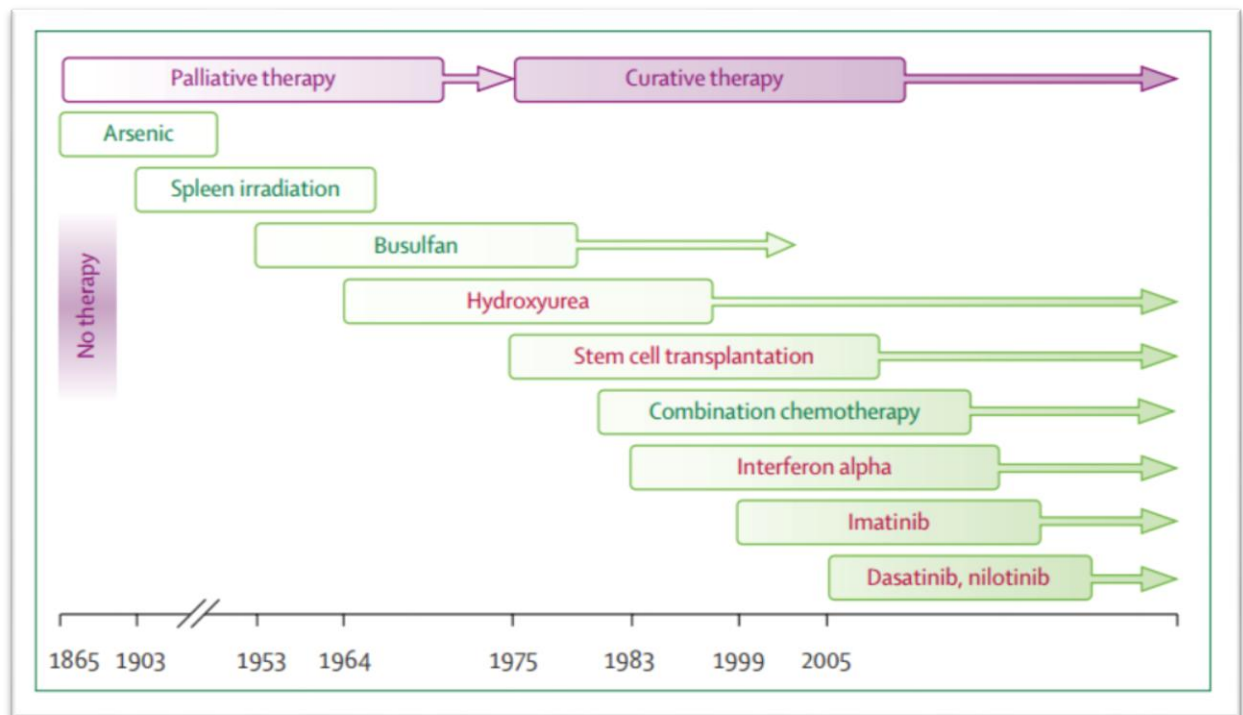 Palliative therapy
Curative therapy
Arsenic
Spleen irradiation
No therapy
Busulfan
Hydroxyurea
Stem cell transplantation
Combination chemotherapy
Interferon alpha
Imatinib
Dasatinib, nilotinib
1865 1903 1953 1964 1975 1983 1999 2005